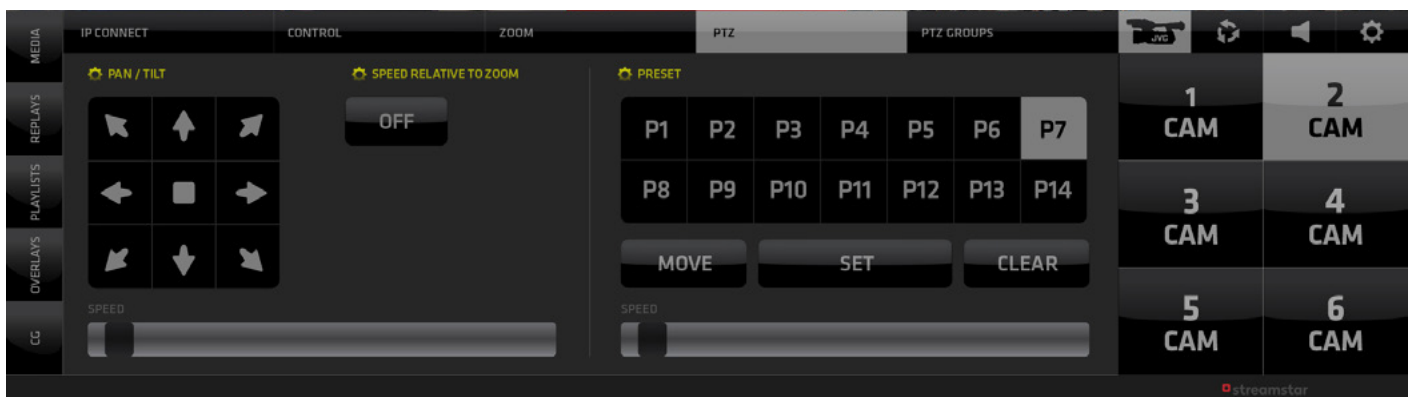 MEDIA
REPLAYS
PLAYLISTS
OVERLAYS
CG
IP CONNECT CONTROL ZOOM PTZ PTZ GROUPS
JVC
PAN / TILT SPEED RELATIVE TO ZOOM PRESET
OFF
P1 P2 P3 P4 P5 P6 P7
P8 P9 P10 P11 P12 P13 P14
MOVE SET CLEAR
SPEED SPEED
1 2
CAM CAM
3 4
CAM CAM
5 6
CAM CAM
streamstar